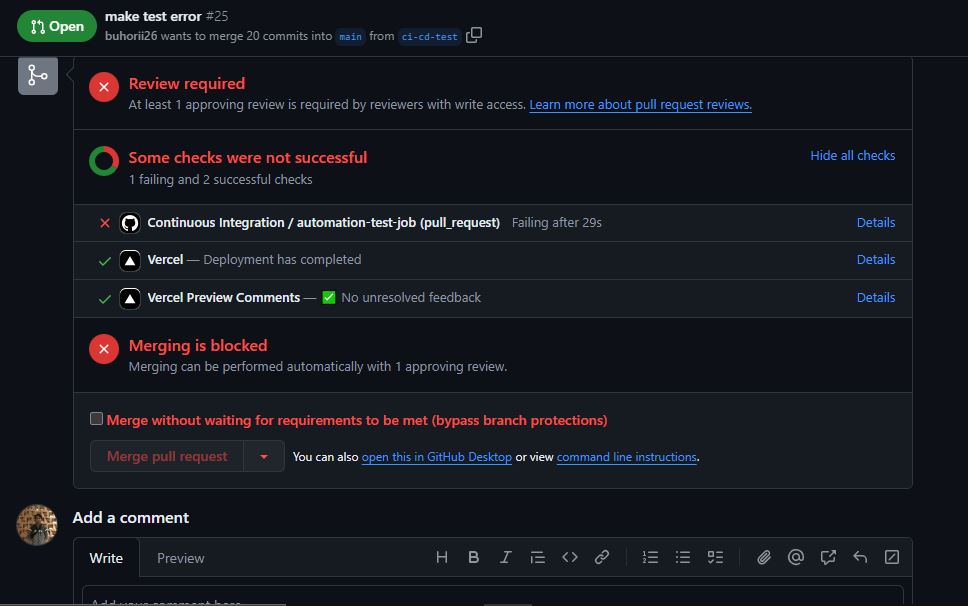 Open
make test error #25
buhorii26 wants to merge 20 commits into main from ci-cd-test
Review required
At least 1 approving review is required by reviewers with write access. Learn more about pull request reviews.
Some checks were not successful
Hide all checks
1 failing and 2 successful checks
Continuous Integration / automation-test-job (pull_request) Failing after 29s Details
Vercel — Deployment has completed Details
Vercel Preview Comments — ✅ No unresolved feedback Details
Merging is blocked
Merging can be performed automatically with 1 approving review.
Merge without waiting for requirements to be met (bypass branch protections)
Merge pull request You can also open this in GitHub Desktop or view command line instructions.
Add a comment
Write Preview
Add your comment here